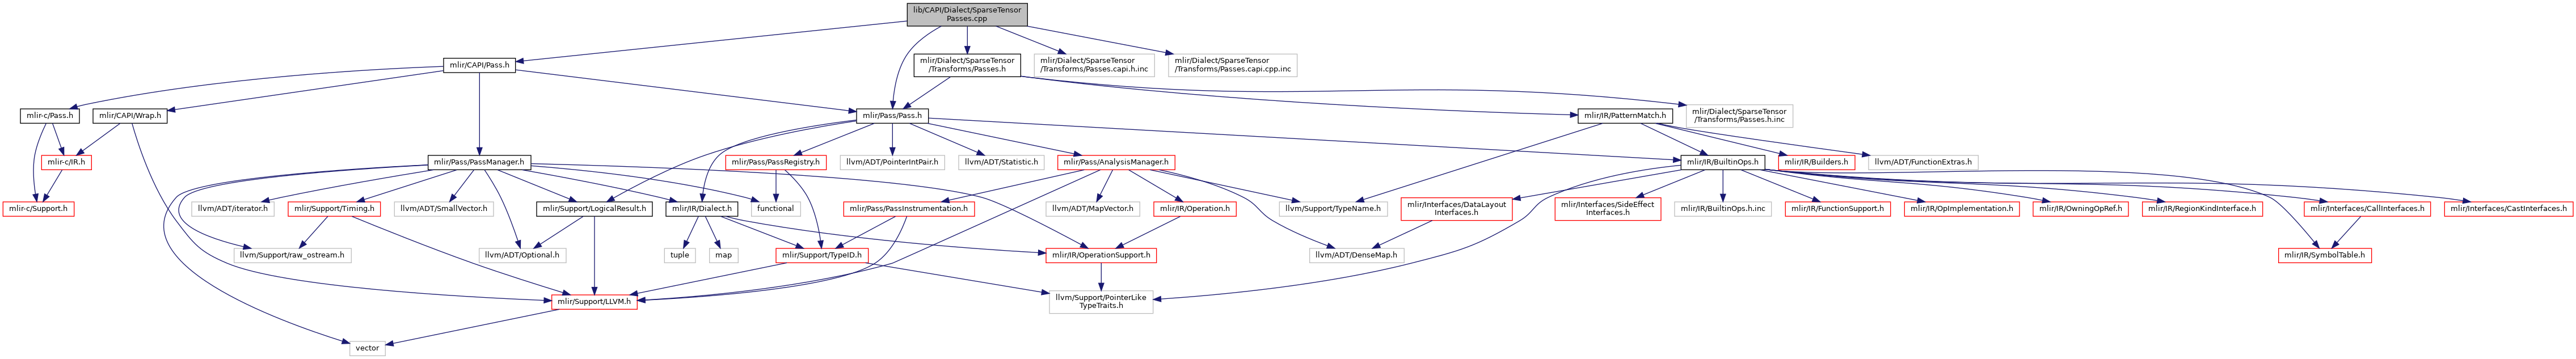 lib/CAPI/Dialect/SparseTensor
Passes.cpp
mlir/CAPI/Pass.h
mlir/Dialect/SparseTensor
/Transforms/Passes.h
mlir/Dialect/SparseTensor
/Transforms/Passes.capi.h.inc
mlir/Dialect/SparseTensor
/Transforms/Passes.capi.cpp.inc
mlir-c/Pass.h
mlir/CAPI/Wrap.h
mlir/Pass/Pass.h
mlir/IR/PatternMatch.h
mlir/Dialect/SparseTensor
/Transforms/Passes.h.inc
mlir-c/IR.h
mlir/Pass/PassManager.h
mlir/Pass/PassRegistry.h
llvm/ADT/PointerIntPair.h
llvm/ADT/Statistic.h
mlir/Pass/AnalysisManager.h
mlir/IR/BuiltinOps.h
mlir/IR/Builders.h
llvm/ADT/FunctionExtras.h
mlir-c/Support.h
llvm/ADT/iterator.h
mlir/Support/Timing.h
llvm/ADT/SmallVector.h
mlir/Support/LogicalResult.h
mlir/IR/Dialect.h
functional
mlir/Pass/PassInstrumentation.h
llvm/ADT/MapVector.h
mlir/IR/Operation.h
llvm/Support/TypeName.h
mlir/Interfaces/DataLayout
Interfaces.h
mlir/Interfaces/SideEffect
Interfaces.h
mlir/IR/BuiltinOps.h.inc
mlir/IR/FunctionSupport.h
mlir/IR/OpImplementation.h
mlir/IR/OwningOpRef.h
mlir/IR/RegionKindInterface.h
mlir/Interfaces/CallInterfaces.h
mlir/Interfaces/CastInterfaces.h
llvm/Support/raw_ostream.h
llvm/ADT/Optional.h
tuple
map
mlir/Support/TypeID.h
mlir/IR/OperationSupport.h
llvm/ADT/DenseMap.h
mlir/IR/SymbolTable.h
mlir/Support/LLVM.h
llvm/Support/PointerLike
TypeTraits.h
vector